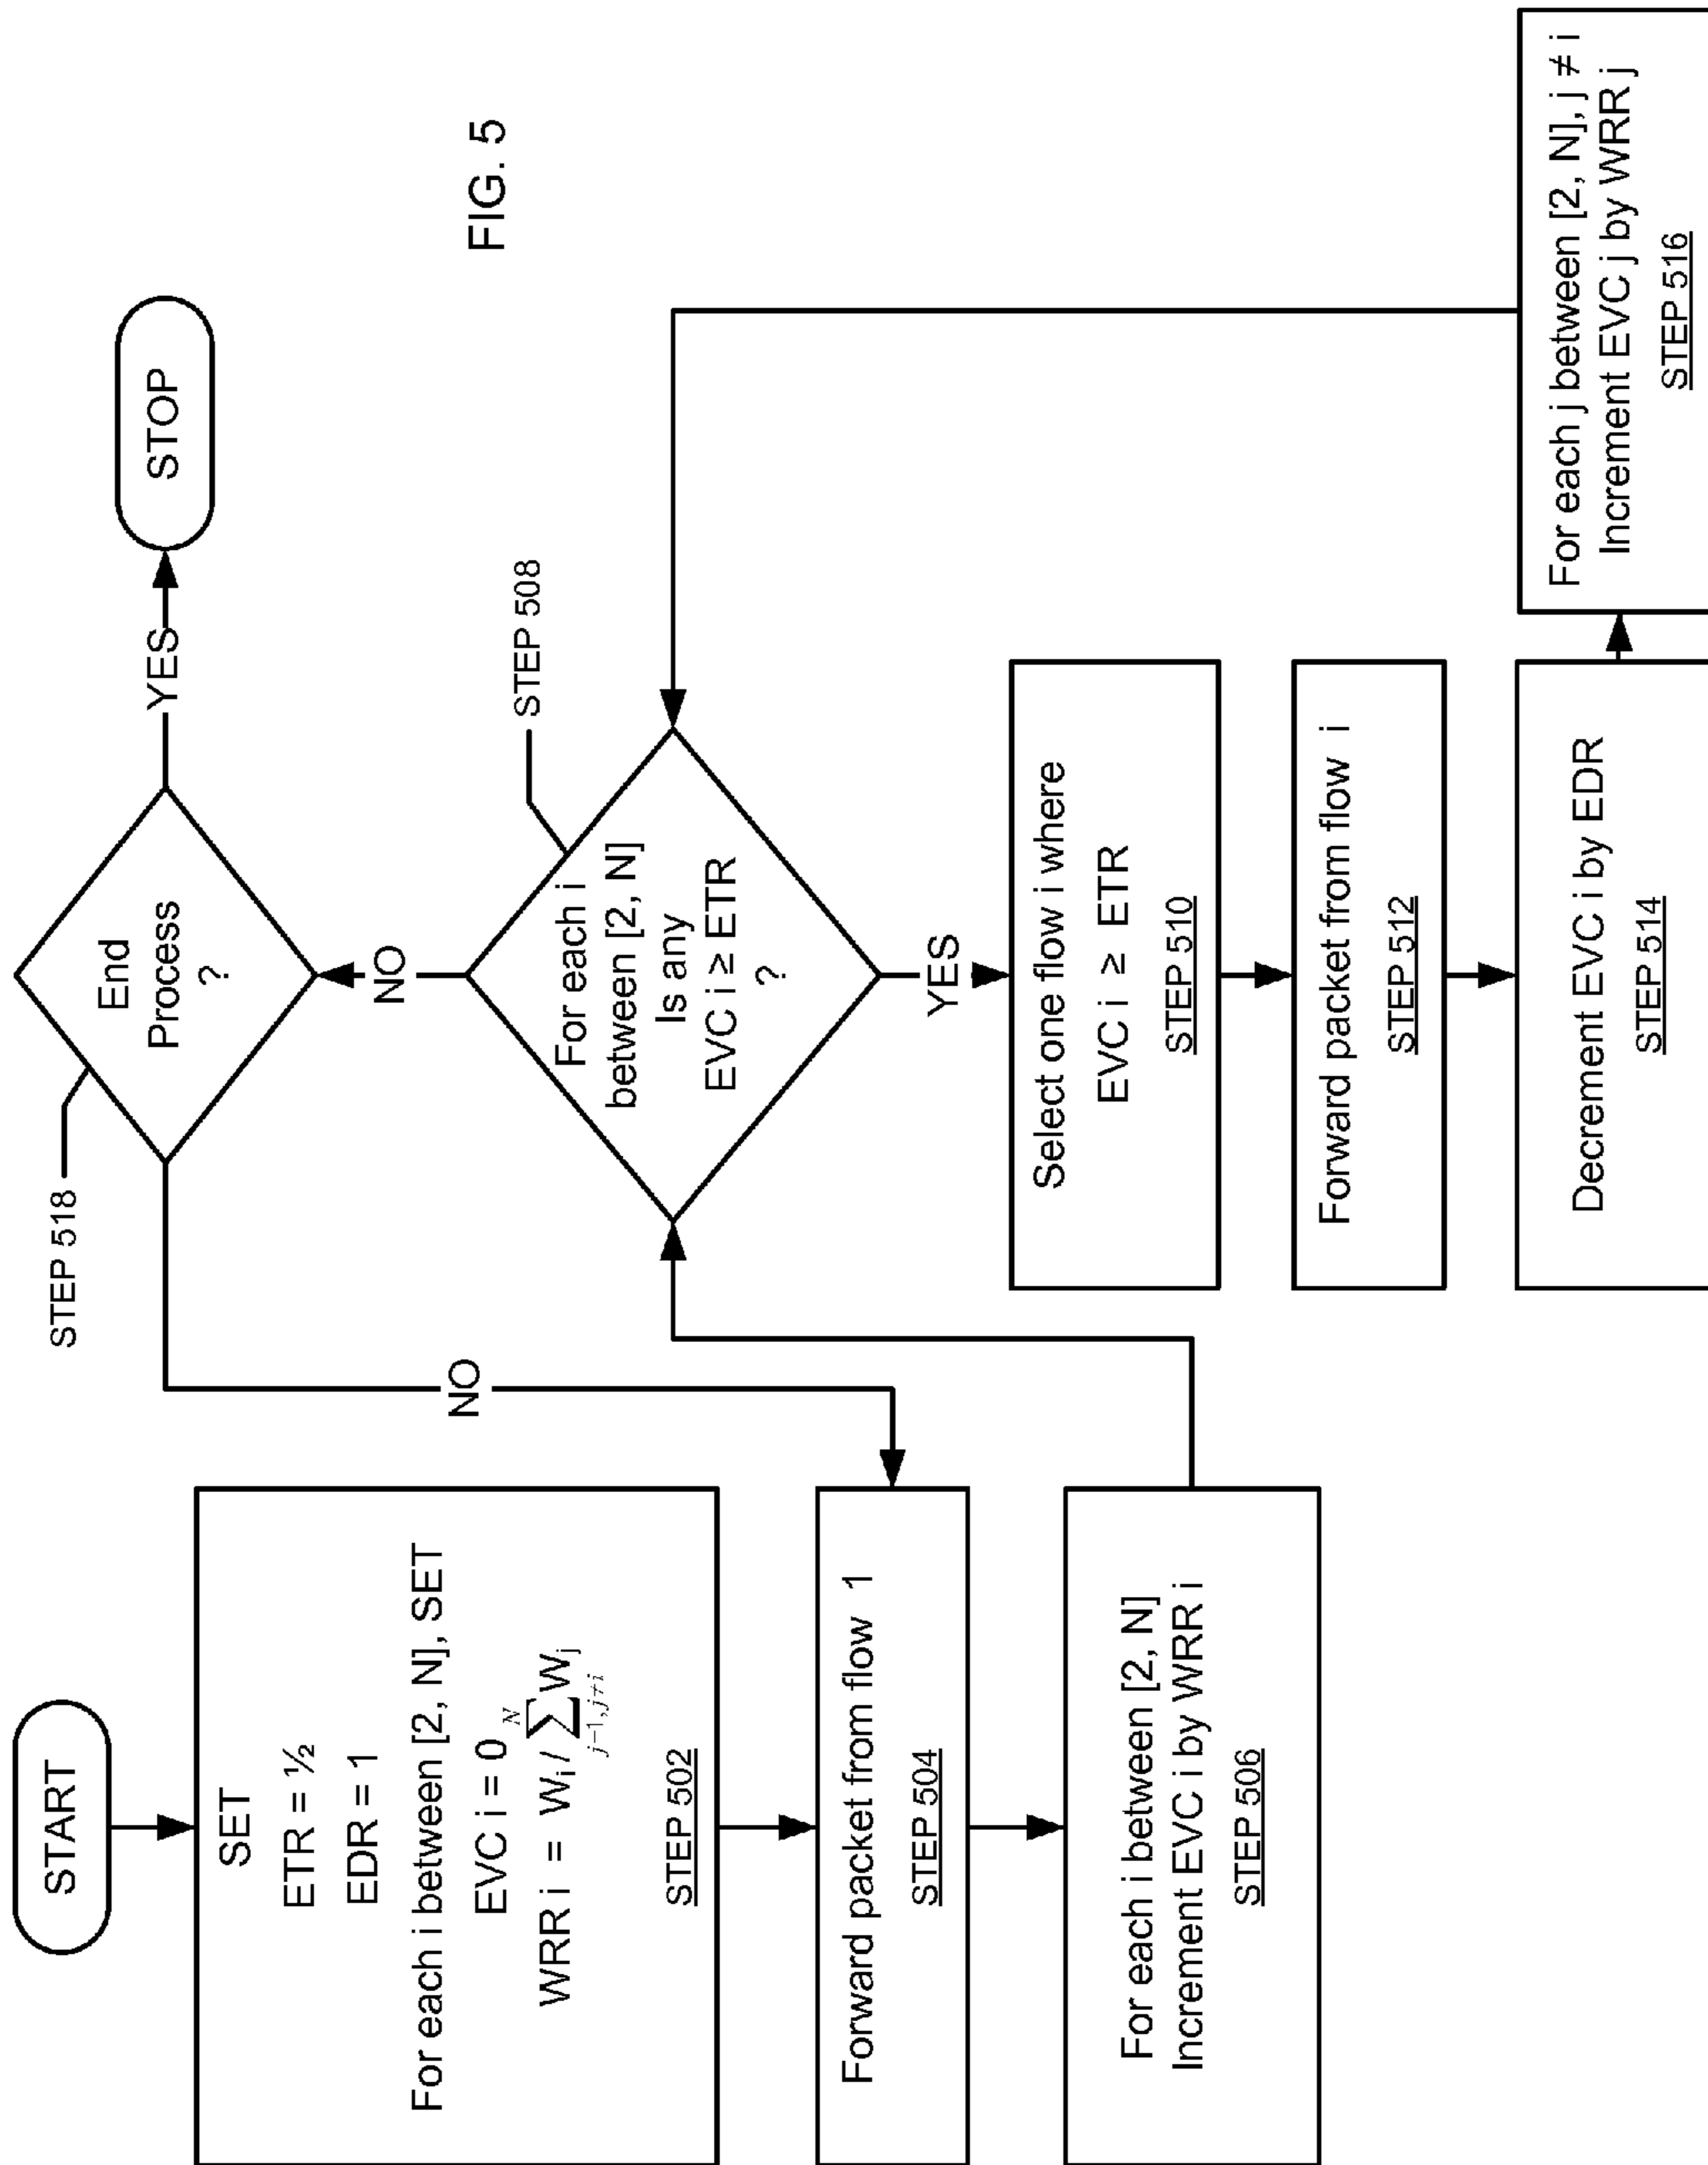 START
SET
ETR = ½
EDR = 1
For each i between [2, N], SET
EVC i = 0
WRR i = W i / N ∑ j−1, j+i W j
STEP 502
Forward packet from flow 1
STEP 504
For each i between [2, N]
Increment EVC i by WRR i
STEP 506
NO
STEP 518
End
Process
?
YES
STOP
NO
STEP 508
For each i
between [2, N]
Is any
EVC i ≥ ETR
?
YES
Select one flow i where
EVC i ≥ ETR
STEP 510
Forward packet from flow i
STEP 512
Decrement EVC i by EDR
STEP 514
For each j between [2, N], j ≠ i
Increment EVC j by WRR j
STEP 516
FIG. 5